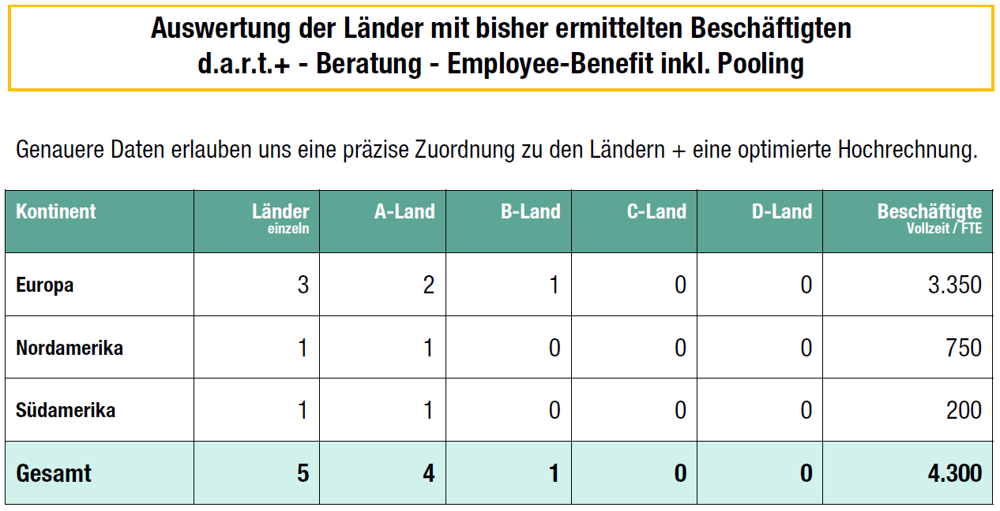 Auswertung der Länder mit bisher ermittelten Beschäftigten
d.a.r.t.+ - Beratung - Employee-Benefit inkl. Pooling
Genauere Daten erlauben uns eine präzise Zuordnung zu den Ländern + eine optimierte Hochrechnung.
Kontinent Länder A-Land B-Land C-Land D-Land Beschäftigte
einzeln Vollzeit / FTE
Europa 3 2 1 0 0 3.350
Nordamerika 1 1 0 0 0 750
Südamerika 1 1 0 0 0 200
Gesamt 5 4 1 0 0 4.300